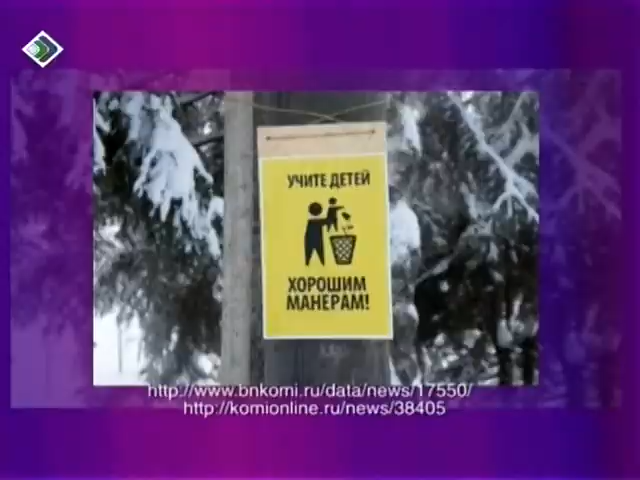 УЧИТЕ ДЕТЕЙ
ХОРОШИМ
МАНЕРАМ!
http://www.bnkomi.ru/data/news/17550/
http://komionline.ru/news/38405